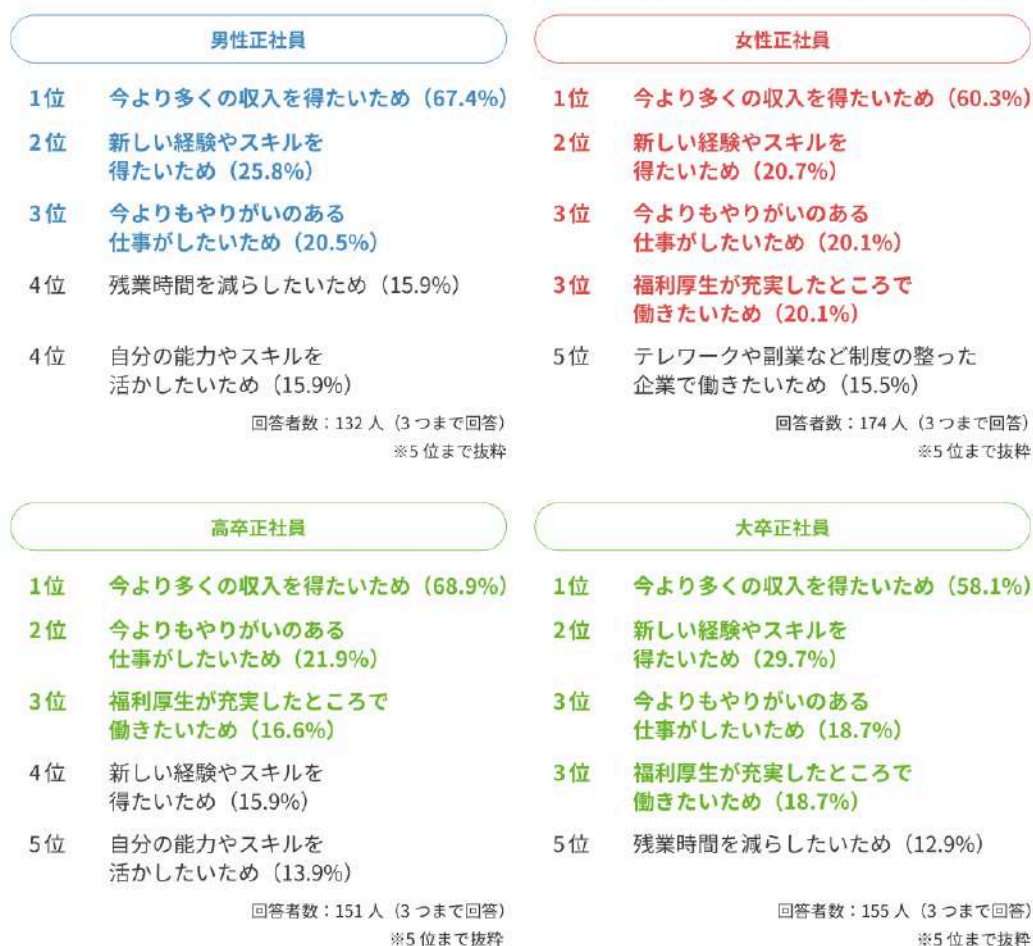 男性正社員
1位 今より多くの収入を得たいため（67.4%）
2位 新しい経験やスキルを
得たいため（25.8%）
3位 今よりもやりがいのある
仕事がしたいため（20.5%）
4位 残業時間を減らしたいため（15.9%）
4位 自分の能力やスキルを
活かしたいため（15.9%）
回答者数：132人（3つまで回答）
※5位まで抜粋
女性正社員
1位 今より多くの収入を得たいため（60.3%）
2位 新しい経験やスキルを
得たいため（20.7%）
3位 今よりもやりがいのある
仕事がしたいため（20.1%）
3位 福利厚生が充実したところで
働きたいため（20.1%）
5位 テレワークや副業など制度の整った
企業で働きたいため（15.5%）
回答者数：174人（3つまで回答）
※5位まで抜粋
高卒正社員
1位 今より多くの収入を得たいため（68.9%）
2位 今よりもやりがいのある
仕事がしたいため（21.9%）
3位 福利厚生が充実したところで
働きたいため（16.6%）
4位 新しい経験やスキルを
得たいため（15.9%）
5位 自分の能力やスキルを
活かしたいため（13.9%）
回答者数：151人（3つまで回答）
※5位まで抜粋
大卒正社員
1位 今より多くの収入を得たいため（58.1%）
2位 新しい経験やスキルを
得たいため（29.7%）
3位 今よりもやりがいのある
仕事がしたいため（18.7%）
3位 福利厚生が充実したところで
働きたいため（18.7%）
5位 残業時間を減らしたいため（12.9%）
回答者数：155人（3つまで回答）
※5位まで抜粋